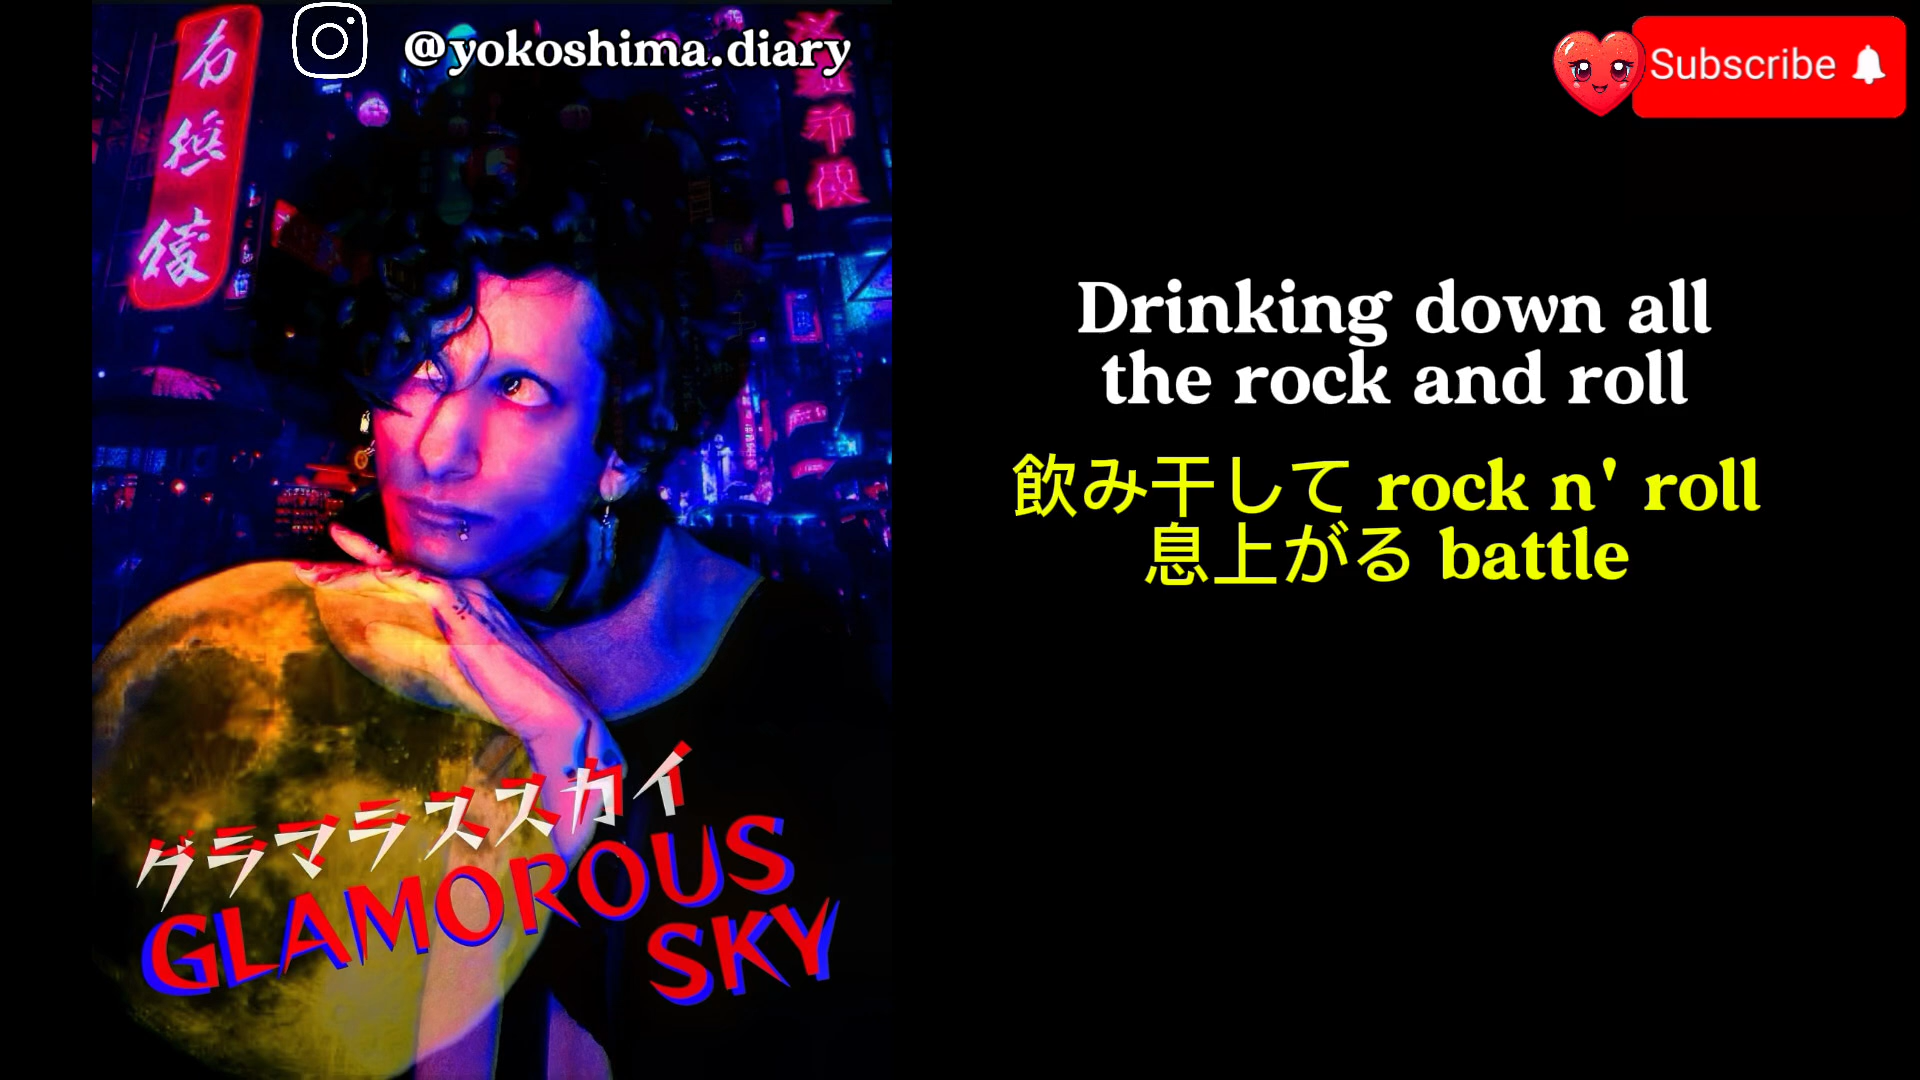 @yokoshima.diary
Subscribe
Drinking down all
the rock and roll
飲み干して rock n' roll
息上がる battle
グラマラススカイ
GLAMOROUS
SKY